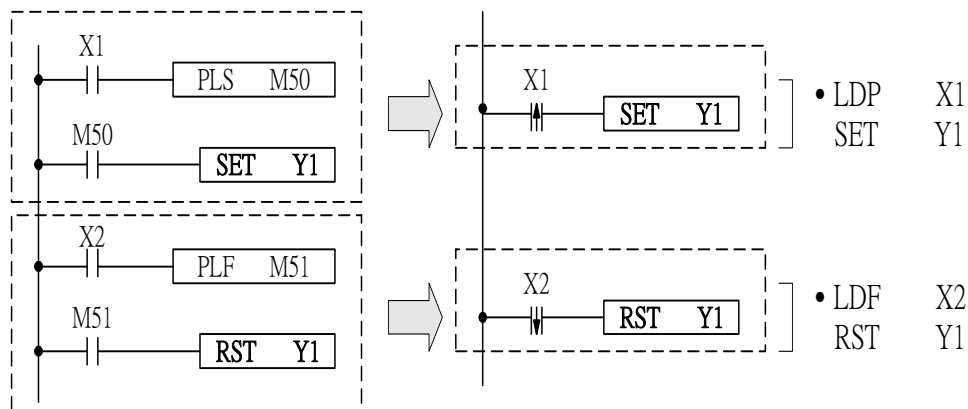 X1
PLS M50
M50
SET Y1
X2
PLF M51
M51
RST Y1
X1
SET Y1
X2
RST Y1
• LDP X1
SET Y1
• LDF X2
RST Y1